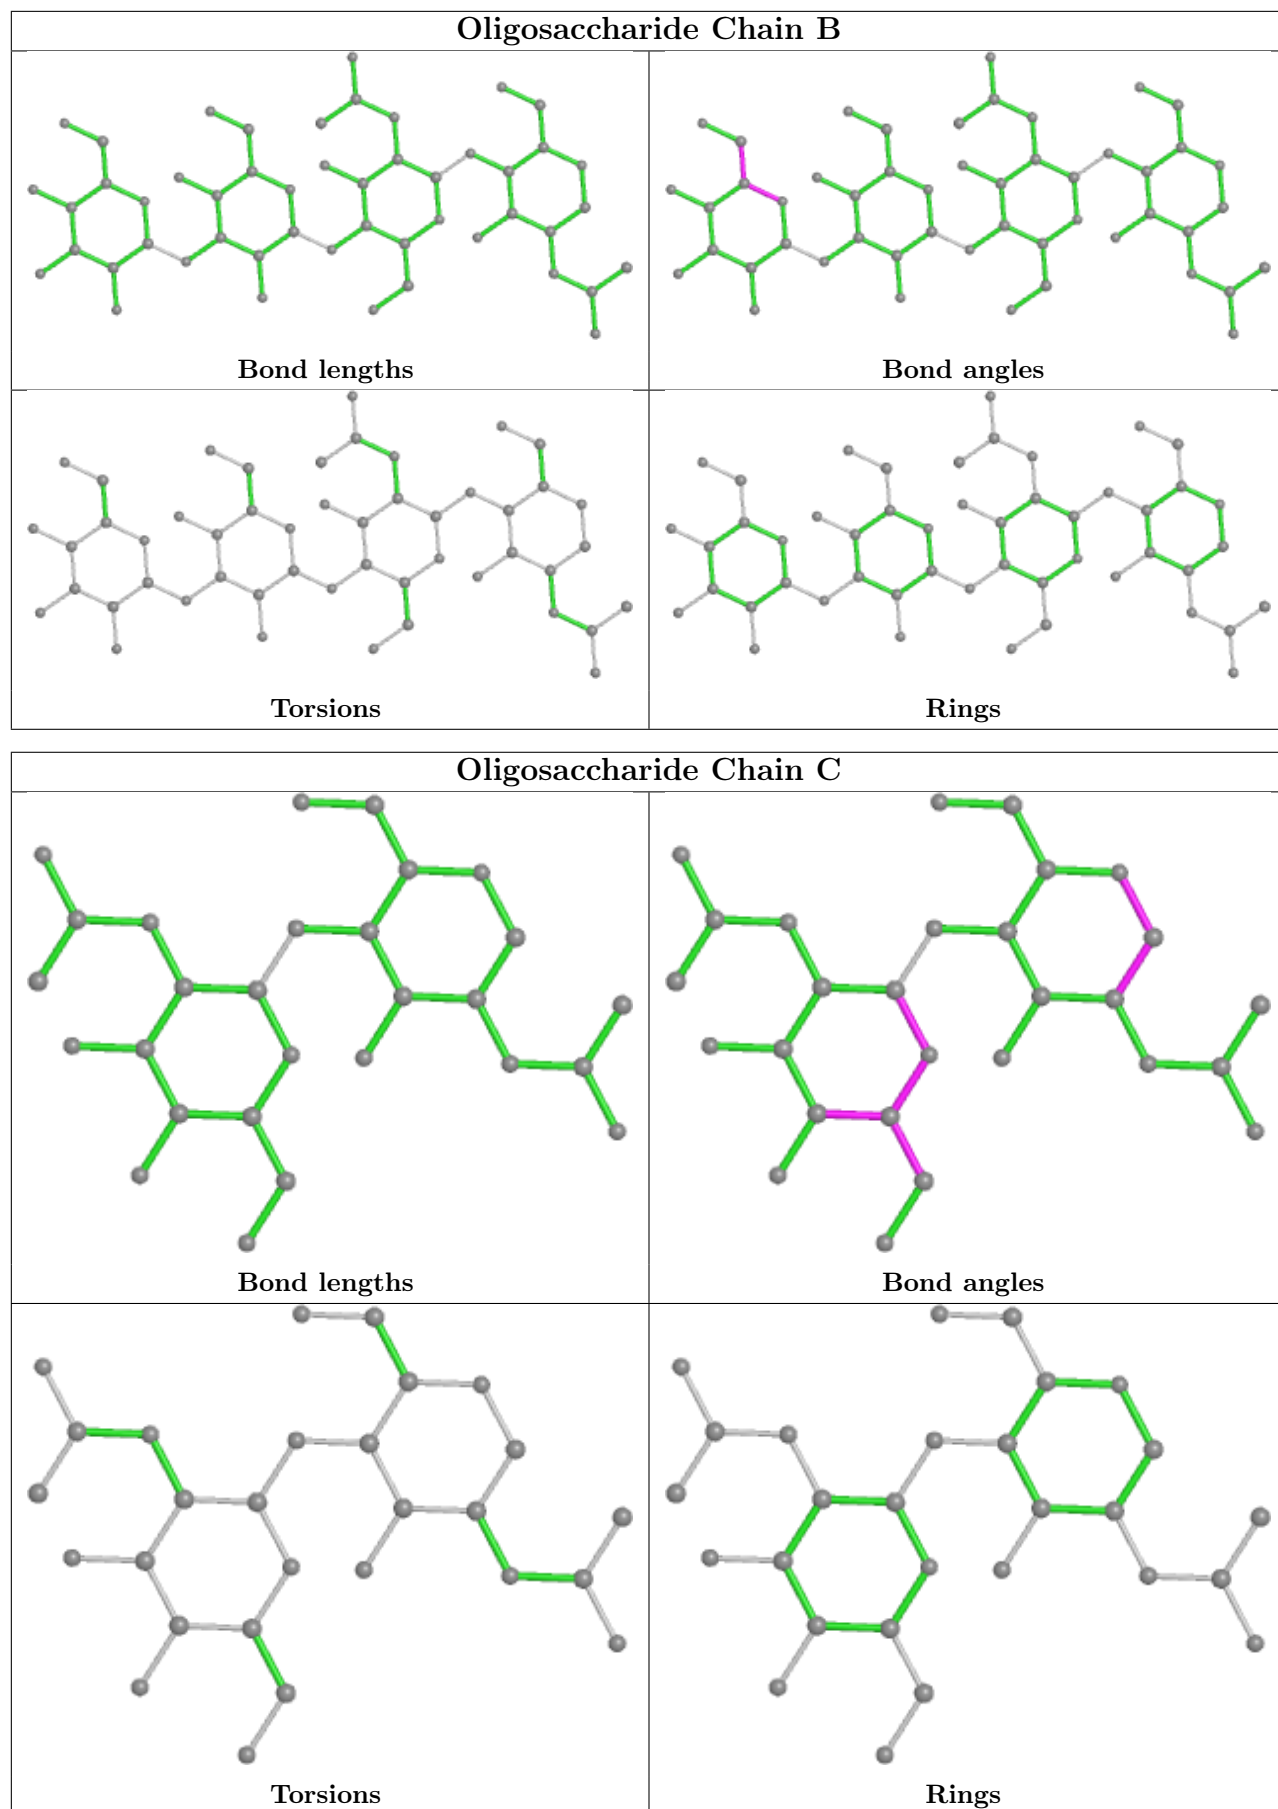 Oligosaccharide Chain B
Bond lengths
Bond angles
Torsions
Rings
Oligosaccharide Chain C
Bond lengths
Bond angles
Torsions
Rings